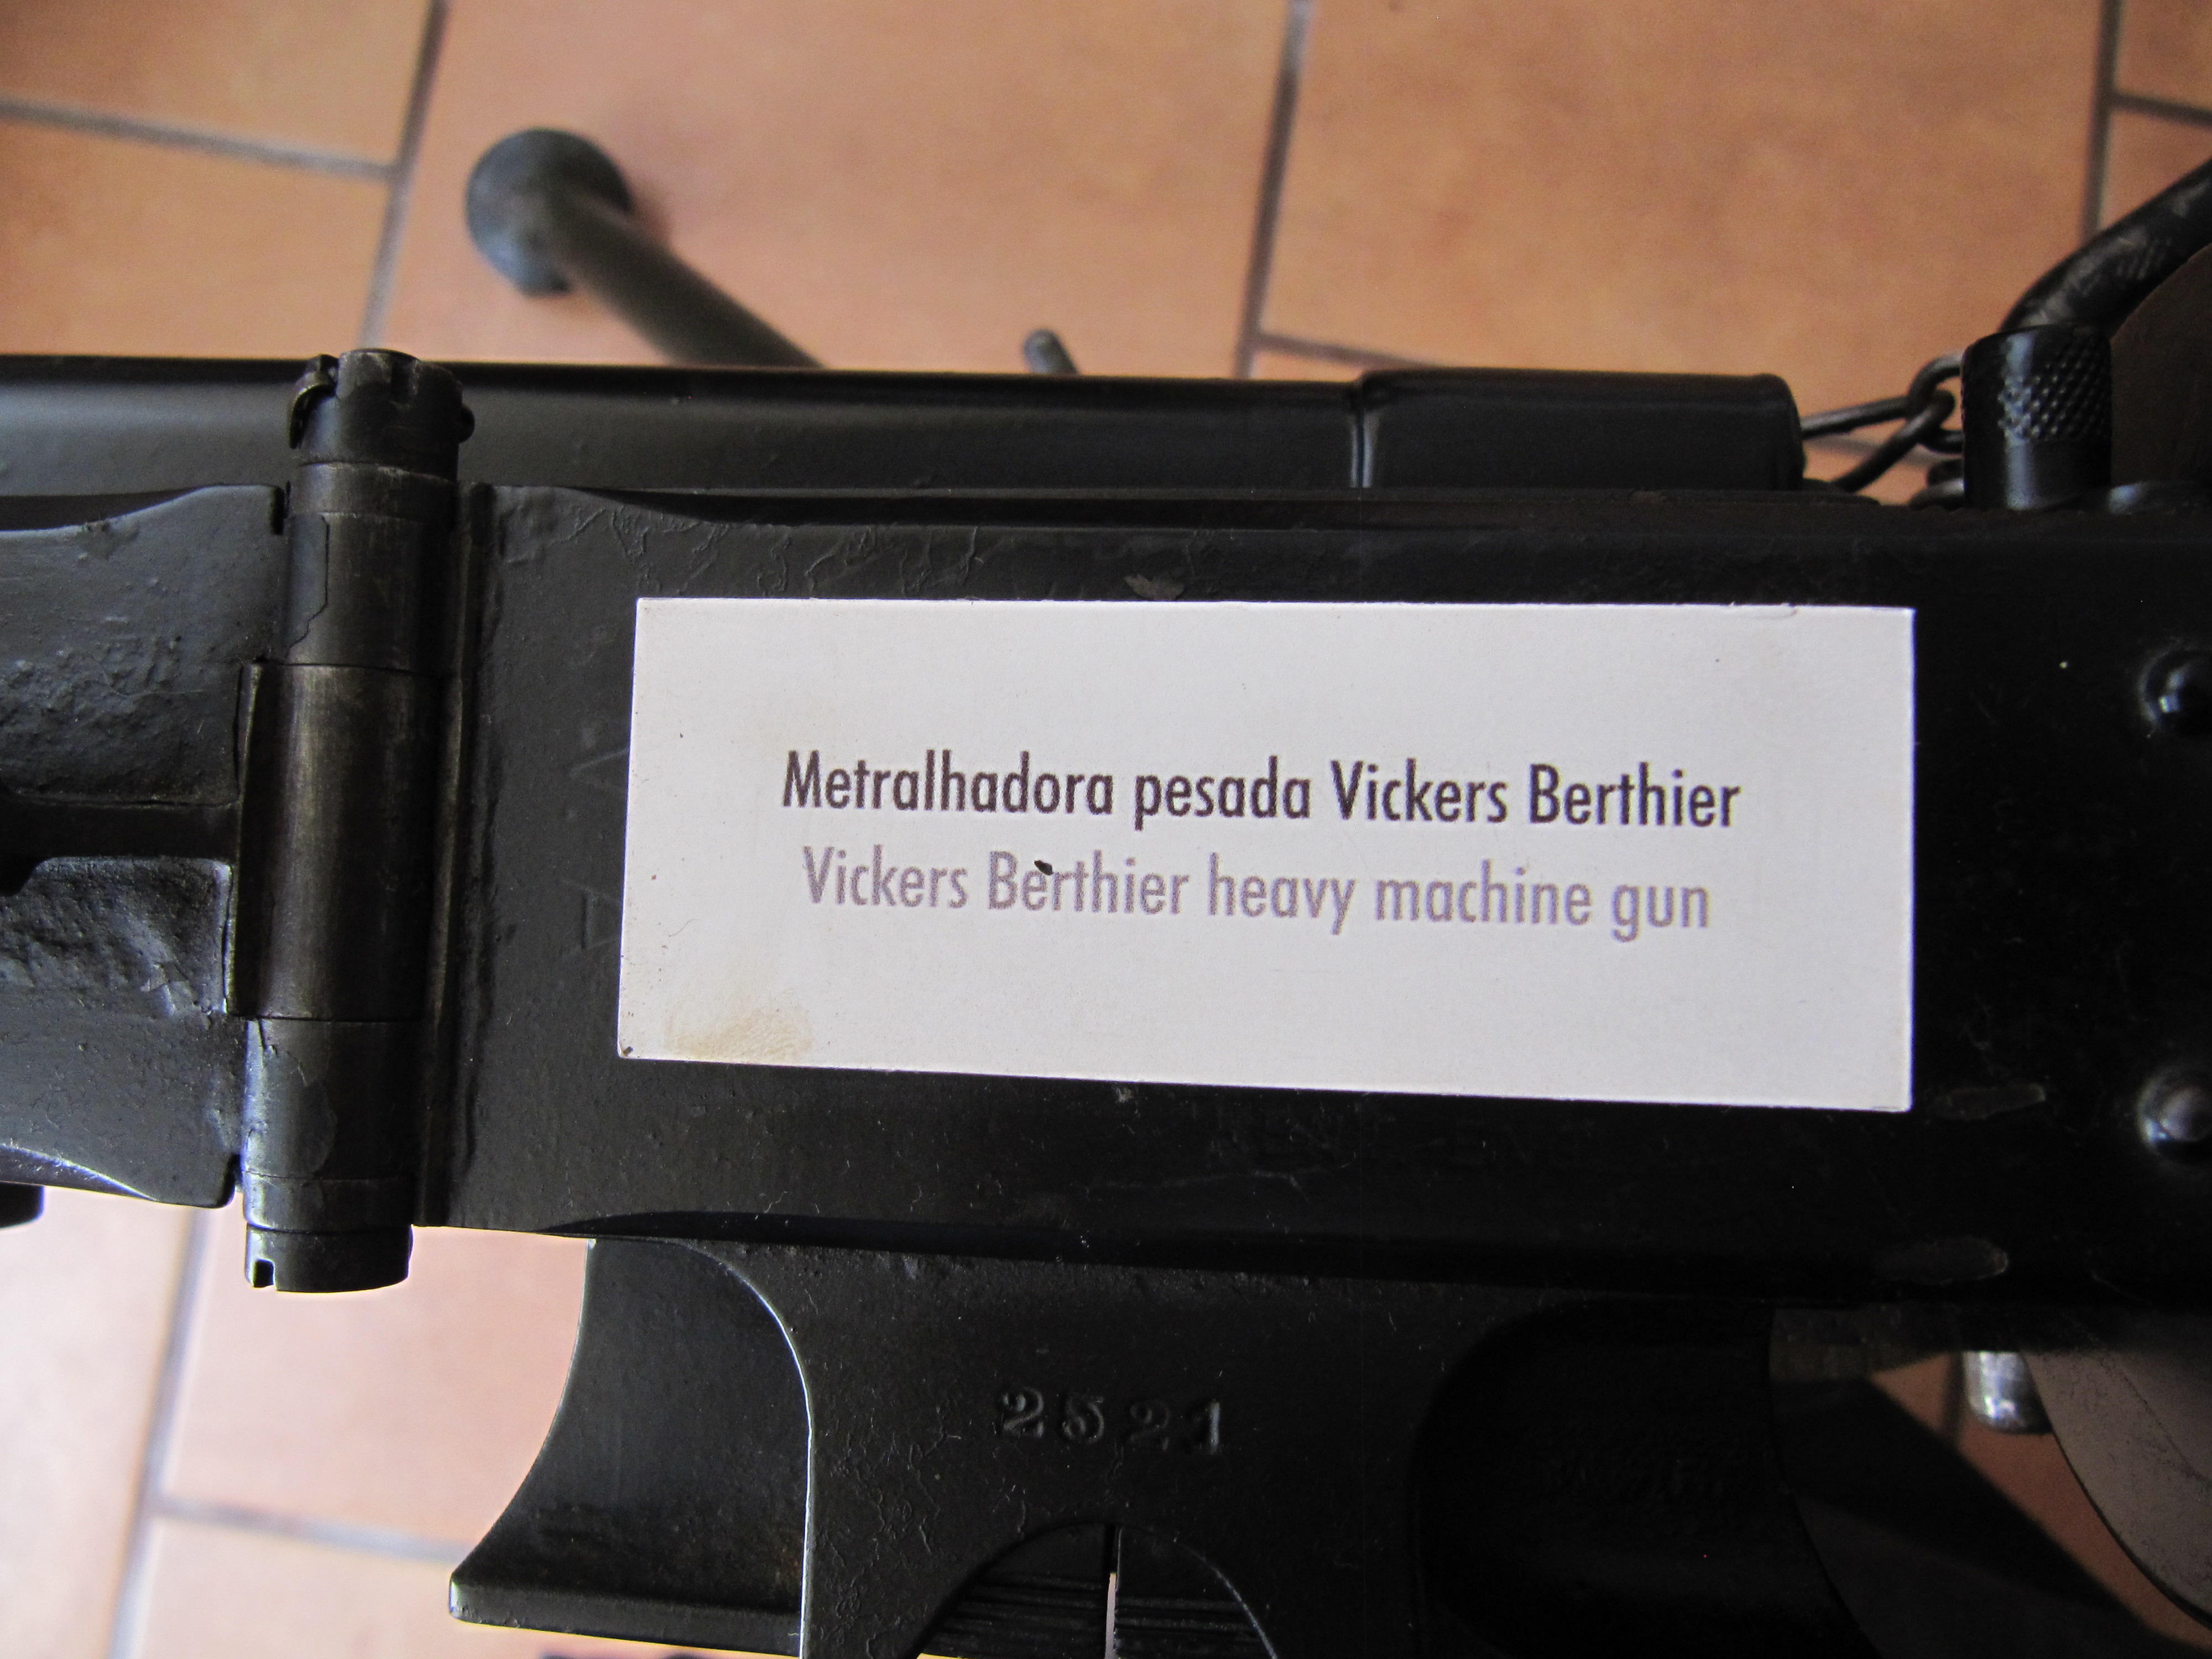 Metralhadora pesada Vickers Berthier
Vickers Berthier heavy machine gun
2521